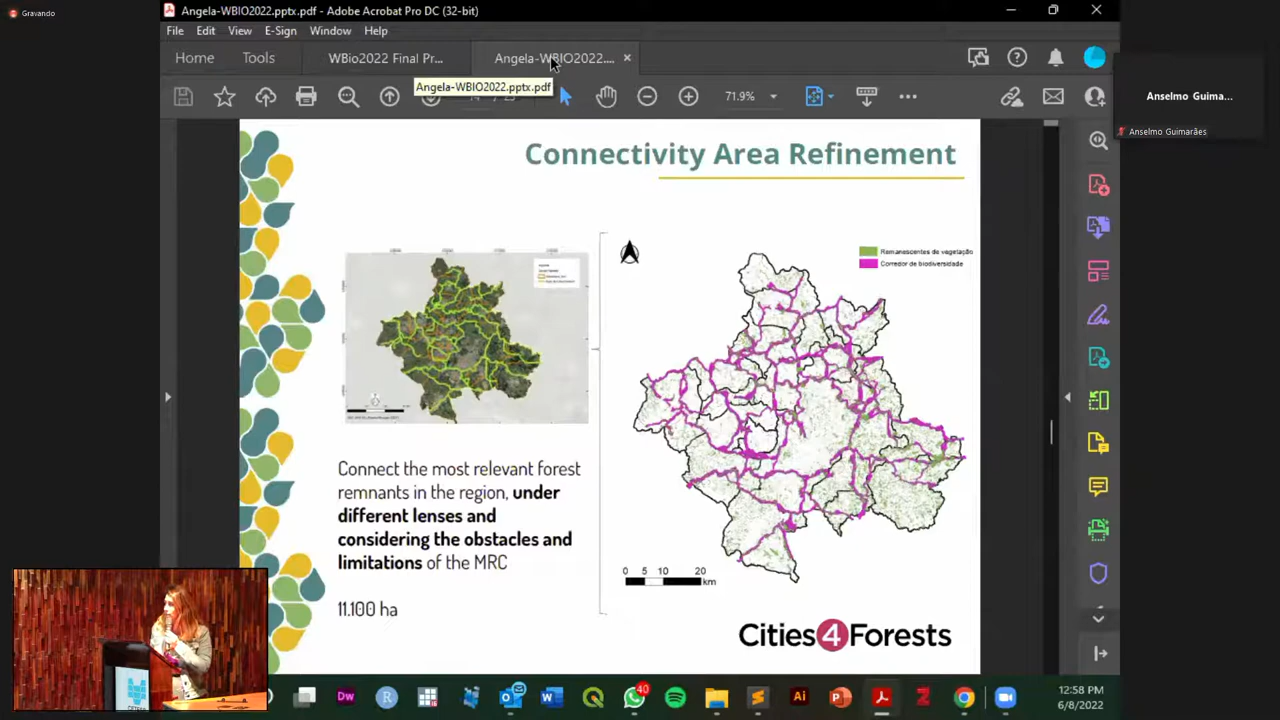 Gravando
Angela-WBIO2022.pptx.pdf - Adobe Acrobat Pro DC (32-bit)
File Edit View Window Help
Home Tools WBio2022 Final Pr... Angela-WBIO2022....
Angela-WBIO2022.pptx.pdf
71.9%
Anselmo Guima...
Anselmo Guimarães
Connectivity Area Refinement
Remanescentes de vegetação
Corredor de biodiversidade
Connect the most relevant forest
remnants in the region, under
different lenses and
considering the obstacles and
limitations of the MRC
11.100 ha
0 5 10 20
km
Cities4Forests
Dw R 40 Ai
12:58 PM
6/8/2022